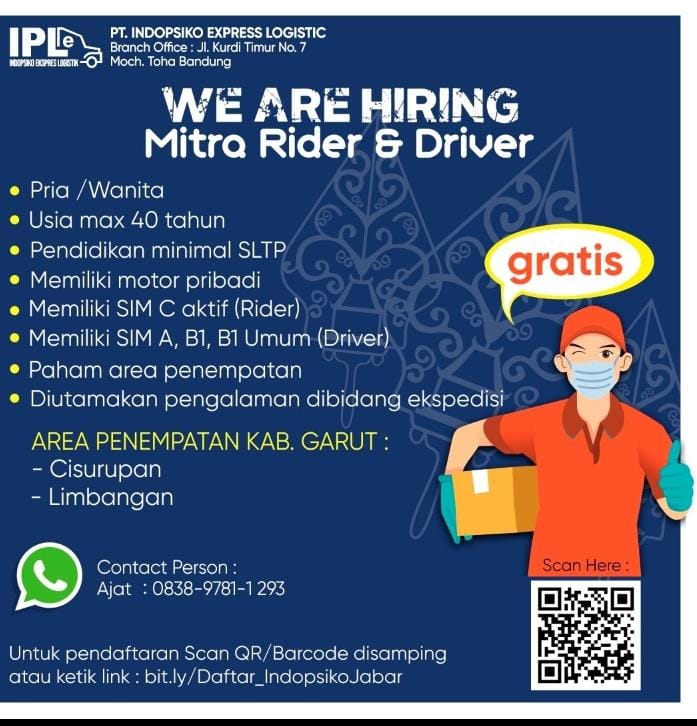 IPLe
INDOPSIKO EKSPRES LOGISTIK
PT. INDOPSIKO EXPRESS LOGISTIC
Branch Office : Jl. Kurdi Timur No. 7
Moch. Toha Bandung
WE ARE HIRING
Mitra Rider & Driver
Pria /Wanita
Usia max 40 tahun
Pendidikan minimal SLTP
Memiliki motor pribadi
Memiliki SIM C aktif (Rider)
Memiliki SIM A, B1, B1 Umum (Driver)
Paham area penempatan
Diutamakan pengalaman dibidang ekspedisi
gratis
AREA PENEMPATAN KAB. GARUT :
- Cisurupan
- Limbangan
Contact Person :
Ajat : 0838-9781-1 293
Scan Here :
Untuk pendaftaran Scan QR/Barcode disamping
atau ketik link : bit.ly/Daftar_IndopsikoJabar